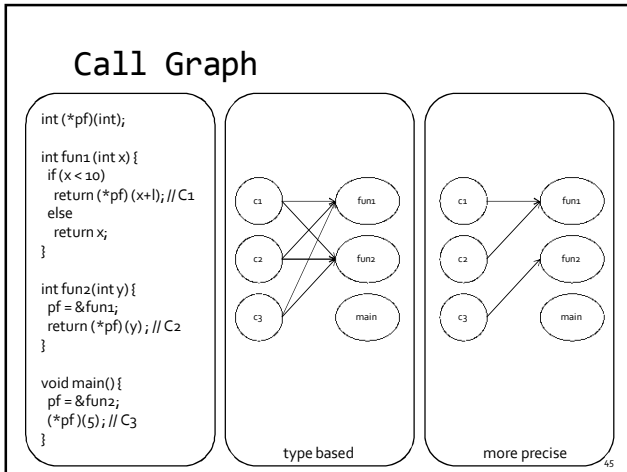 Call Graph
int (*pf)(int);
int fun1 (int x) {
if (x < 10)
return (*pf) (x+l); // C1
else
return x;
}
int fun2(int y) {
pf = &fun1;
return (*pf) (y) ; // C2
}
void main() {
pf = &fun2;
(*pf )(5) ; // C3
}
c1
fun1
c2
fun2
c3
main
type based
c1
fun1
c2
fun2
c3
main
more precise
45